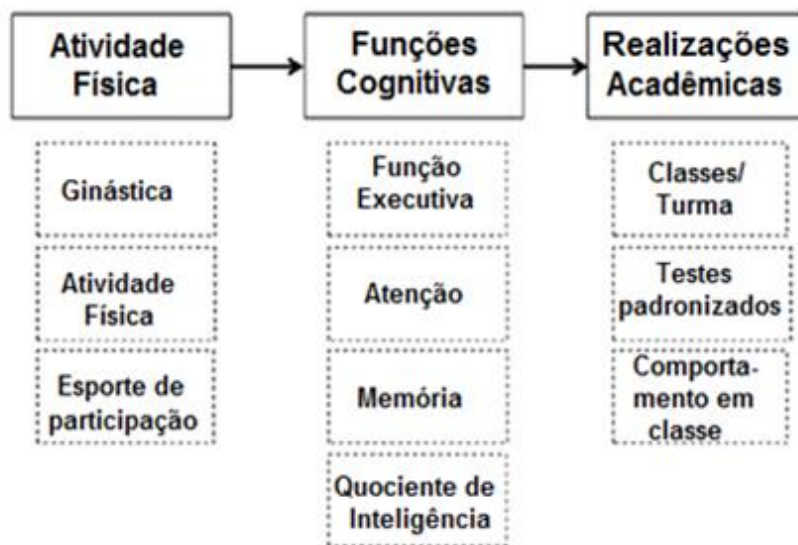 Atividade
Física
Funções
Cognitivas
Realizações
Acadêmicas
Ginástica
Atividade
Física
Esporte de
participação
Função
Executiva
Atenção
Memória
Quociente de
Inteligência
Classes/
Turma
Testes
padronizados
Comporta-
mento em
classe